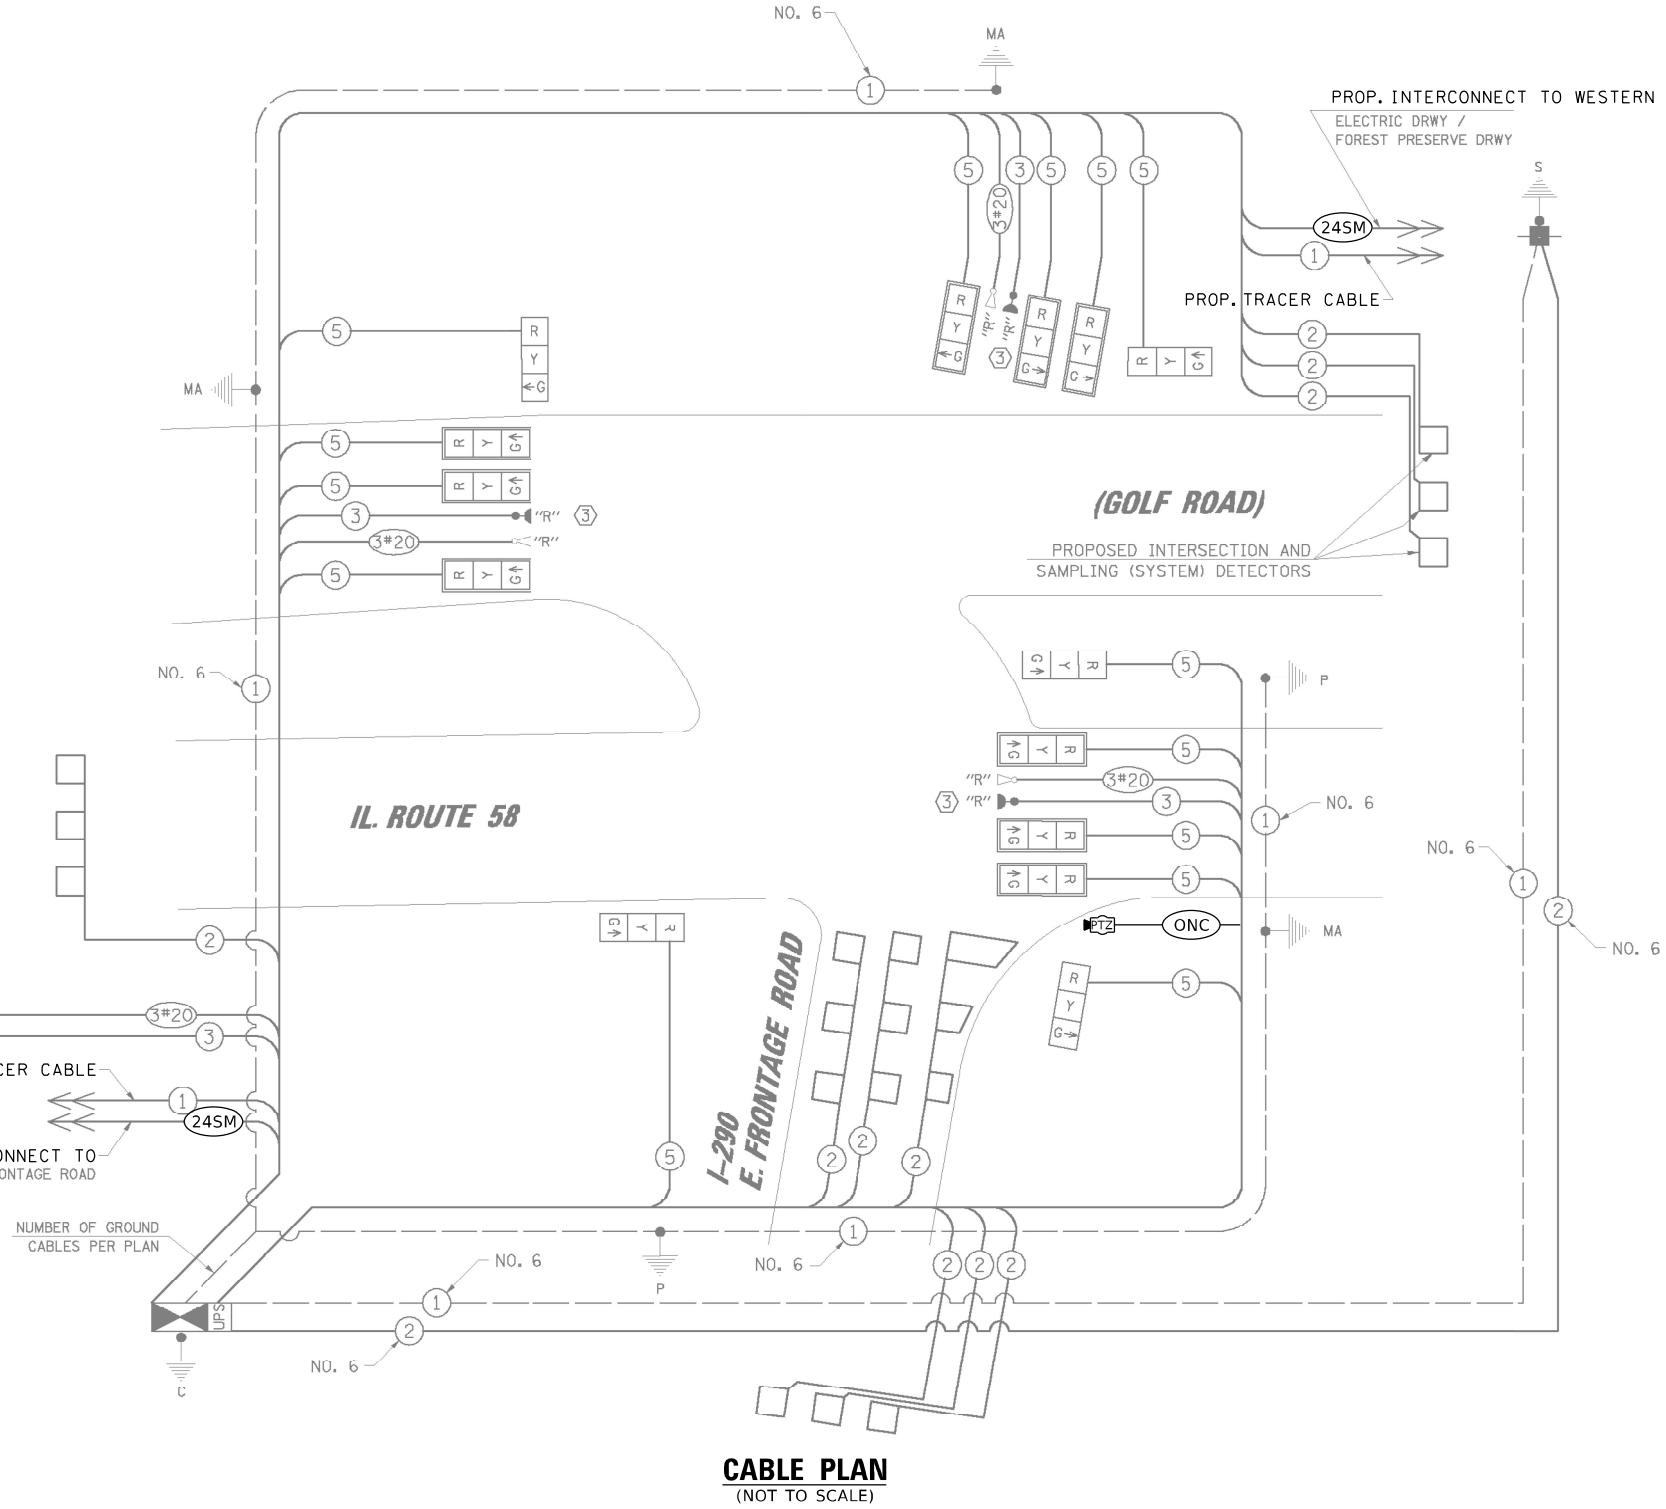 NO. 6
MA
1
PROP. INTERCONNECT TO WESTERN
ELECTRIC DRWY /
FOREST PRESERVE DRWY
S
5
3#20
3
5
5
5
24SM
1
PROP. TRACER CABLE
R
Y
G
"R"
"R"
3
R
Y
G
R
Y
G
R Y G
5
R
Y
G
MA
2
2
2
5
R Y G
5
R Y G
3
"R"
3
3#20
"R"
5
R Y G
(GOLF ROAD)
PROPOSED INTERSECTION AND
SAMPLING (SYSTEM) DETECTORS
NO. 6
1
G Y R
5
P
G Y R
5
"R"
3#20
3
"R"
3
NO. 6
1
G Y R
5
G Y R
5
IL. ROUTE 58
NO. 6
1
2
NO. 6
PTZ
ONC
MA
G Y R
2
R
Y
G
5
3#20
3
CER CABLE
1
24SM
ONNECT TO
ONTAGE ROAD
I-290
E. FRONTAGE ROAD
5
2
2
2
NUMBER OF GROUND
CABLES PER PLAN
1
NO. 6
P
2
2
2
NO. 6
1
UPS
2
NO. 6
C
CABLE PLAN
(NOT TO SCALE)